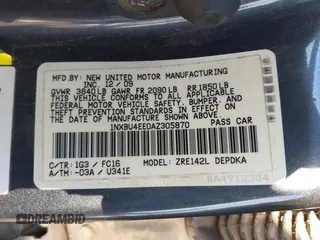 MFD.BY: NEW UNITED MOTOR MANUFACTURING
INC. 12/09
GVWR 3840LB GAWR FR 2090LB RR 1850LB
THIS VEHICLE CONFORMS TO ALL APPLICABLE
FEDERAL MOTOR VEHICLE SAFETY, BUMPER, AND
THEFT PREVENTION STANDARDS IN EFFECT ON
THE DATE OF MANUFACTURE SHOWN ABOVE.
1NXBU4EE0AZ305870 PASS CAR
C/TR: 1G3 / FC16 MODEL: ZRE142L DEPDKA
A/TM: -03A / U341E
0A4912704
DREAMBID